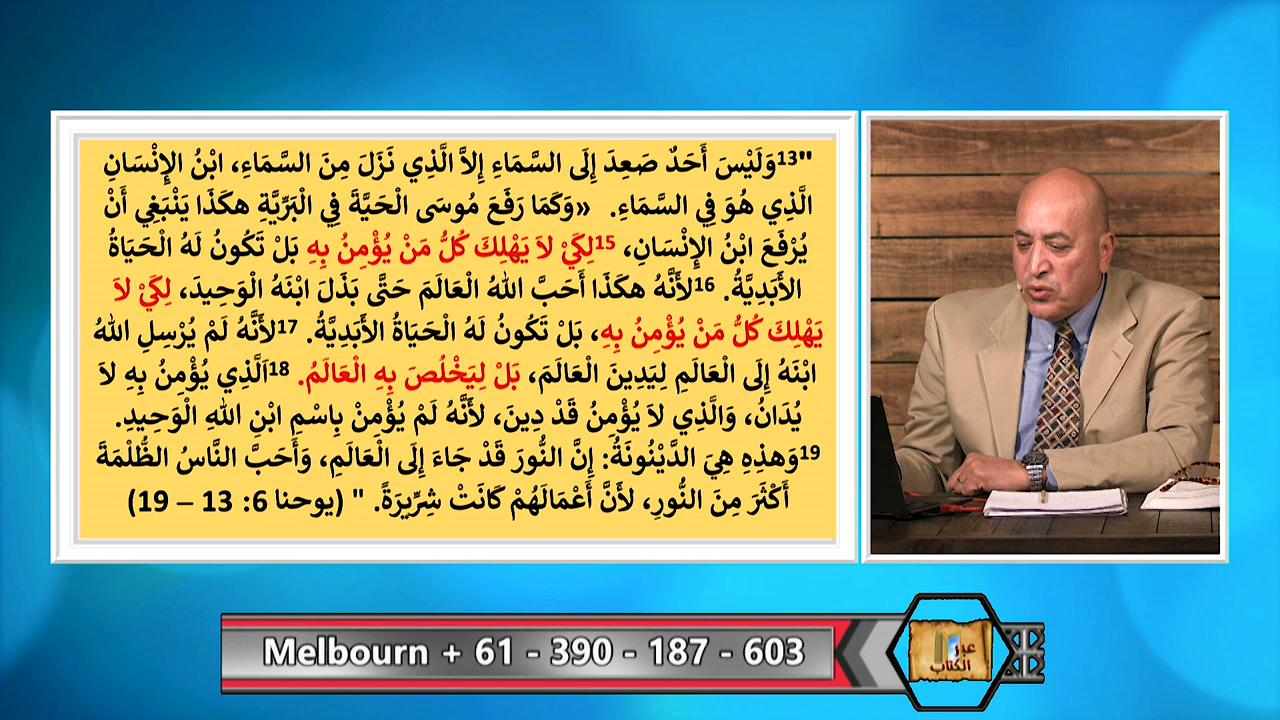 "13وَلَيْسَ أَحَدٌ صَعِدَ إِلَى السَّمَاءِ إِلاَّ الَّذِي نَزَلَ مِنَ السَّمَاءِ، ابْنُ الإِنْسَانِ
الَّذِي هُوَ فِي السَّمَاءِ. «وَكَمَا رَفَعَ مُوسَى الْحَيَّةَ فِي الْبَرِّيَّةِ هكَذَا يَنْبَغِي أَنْ
يُرْفَعَ ابْنُ الإِنْسَانِ، 15لِكَيْ لاَ يَهْلِكَ كُلُّ مَنْ يُؤْمِنُ بِهِ بَلْ تَكُونُ لَهُ الْحَيَاةُ
الأَبَدِيَّةُ. 16لأَنَّهُ هكَذَا أَحَبَّ اللهُ الْعَالَمَ حَتَّى بَذَلَ ابْنَهُ الْوَحِيدَ، لِكَيْ لاَ
يَهْلِكَ كُلُّ مَنْ يُؤْمِنُ بِهِ، بَلْ تَكُونُ لَهُ الْحَيَاةُ الأَبَدِيَّةُ. 17لأَنَّهُ لَمْ يُرْسِلِ اللهُ
ابْنَهُ إِلَى الْعَالَمِ لِيَدِينَ الْعَالَمَ، بَلْ لِيَخْلُصَ بِهِ الْعَالَمُ. 18اَلَّذِي يُؤْمِنُ بِهِ لاَ
يُدَانُ، وَالَّذِي لاَ يُؤْمِنُ قَدْ دِينَ، لأَنَّهُ لَمْ يُؤْمِنْ بِاسْمِ ابْنِ اللهِ الْوَحِيدِ.
19وَهذِهِ هِيَ الدَّيْنُونَةُ: إِنَّ النُّورَ قَدْ جَاءَ إِلَى الْعَالَمِ، وَأَحَبَّ النَّاسُ الظُّلْمَةَ
أَكْثَرَ مِنَ النُّورِ، لأَنَّ أَعْمَالَهُمْ كَانَتْ شِرِّيرَةً. " (يوحنا 6: 13 – 19)
Melbourn + 61 - 390 - 187 - 603
عبر
الكتاب